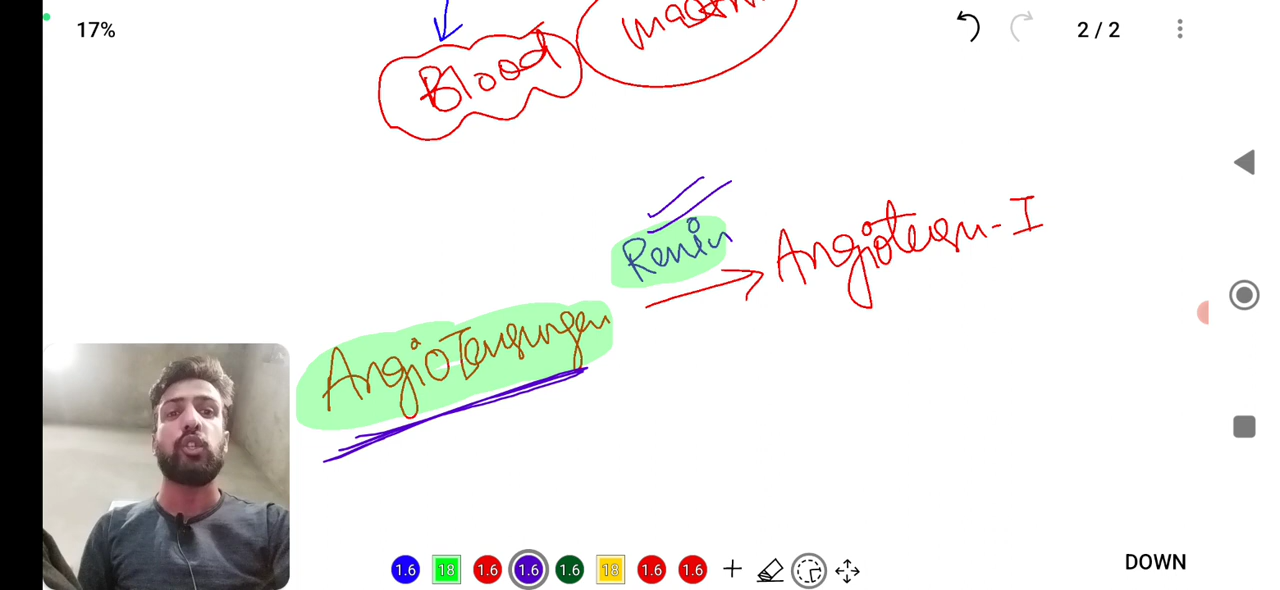 17%
2 / 2
Blood
Renin
Angiotensin-I
AngioTensinogen
1.6 18 1.6 1.6 1.6 18 1.6 1.6
DOWN